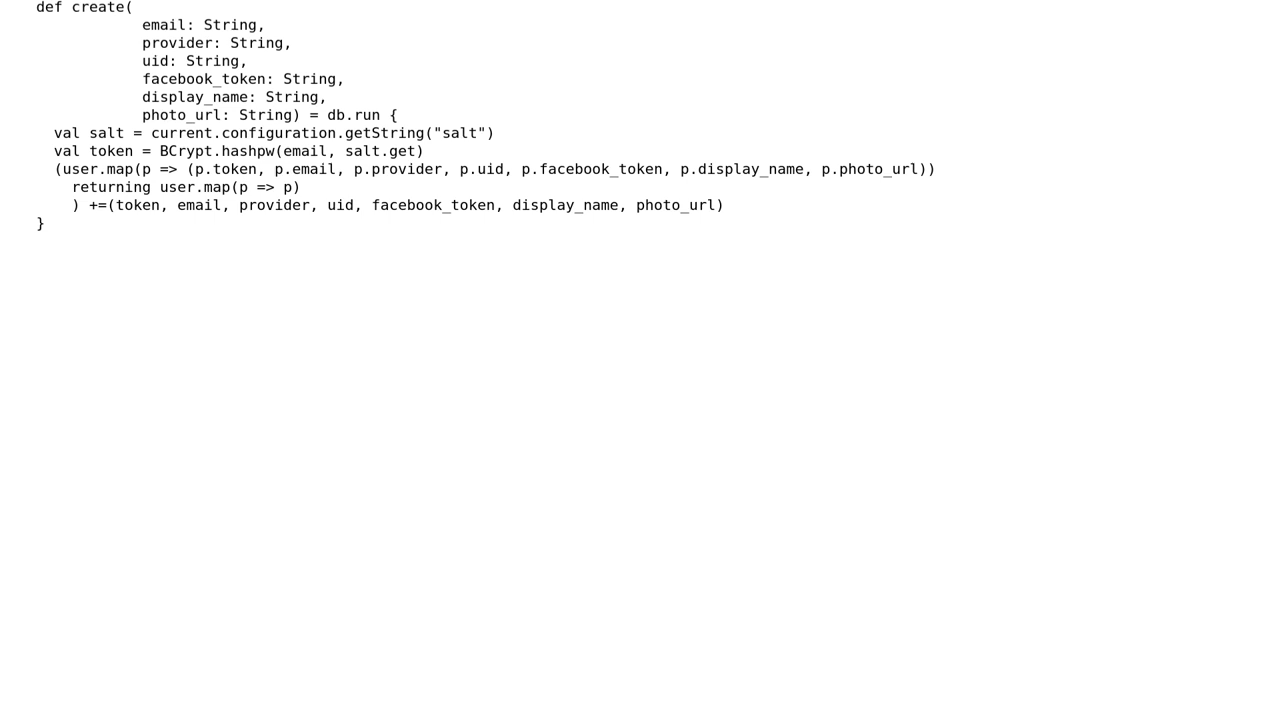 def create(
            email: String,
            provider: String,
            uid: String,
            facebook_token: String,
            display_name: String,
            photo_url: String) = db.run {
  val salt = current.configuration.getString("salt")
  val token = BCrypt.hashpw(email, salt.get)
  (user.map(p => (p.token, p.email, p.provider, p.uid, p.facebook_token, p.display_name, p.photo_url))
    returning user.map(p => p)
    ) +=(token, email, provider, uid, facebook_token, display_name, photo_url)
}